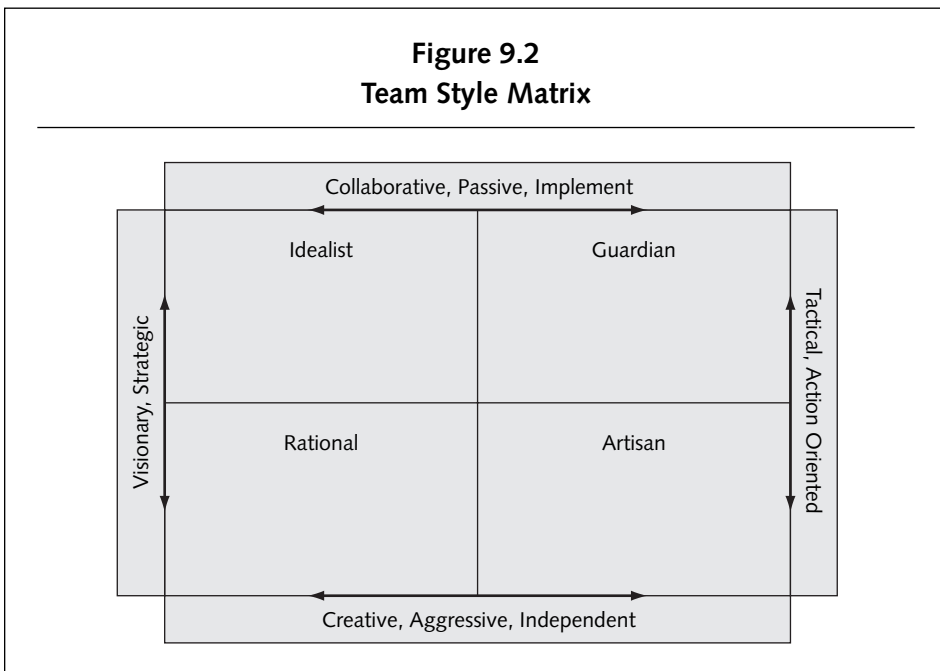 Figure 9.2
Team Style Matrix
Collaborative, Passive, Implement
Idealist
Guardian
Visionary, Strategic
Tactical, Action Oriented
Rational
Artisan
Creative, Aggressive, Independent